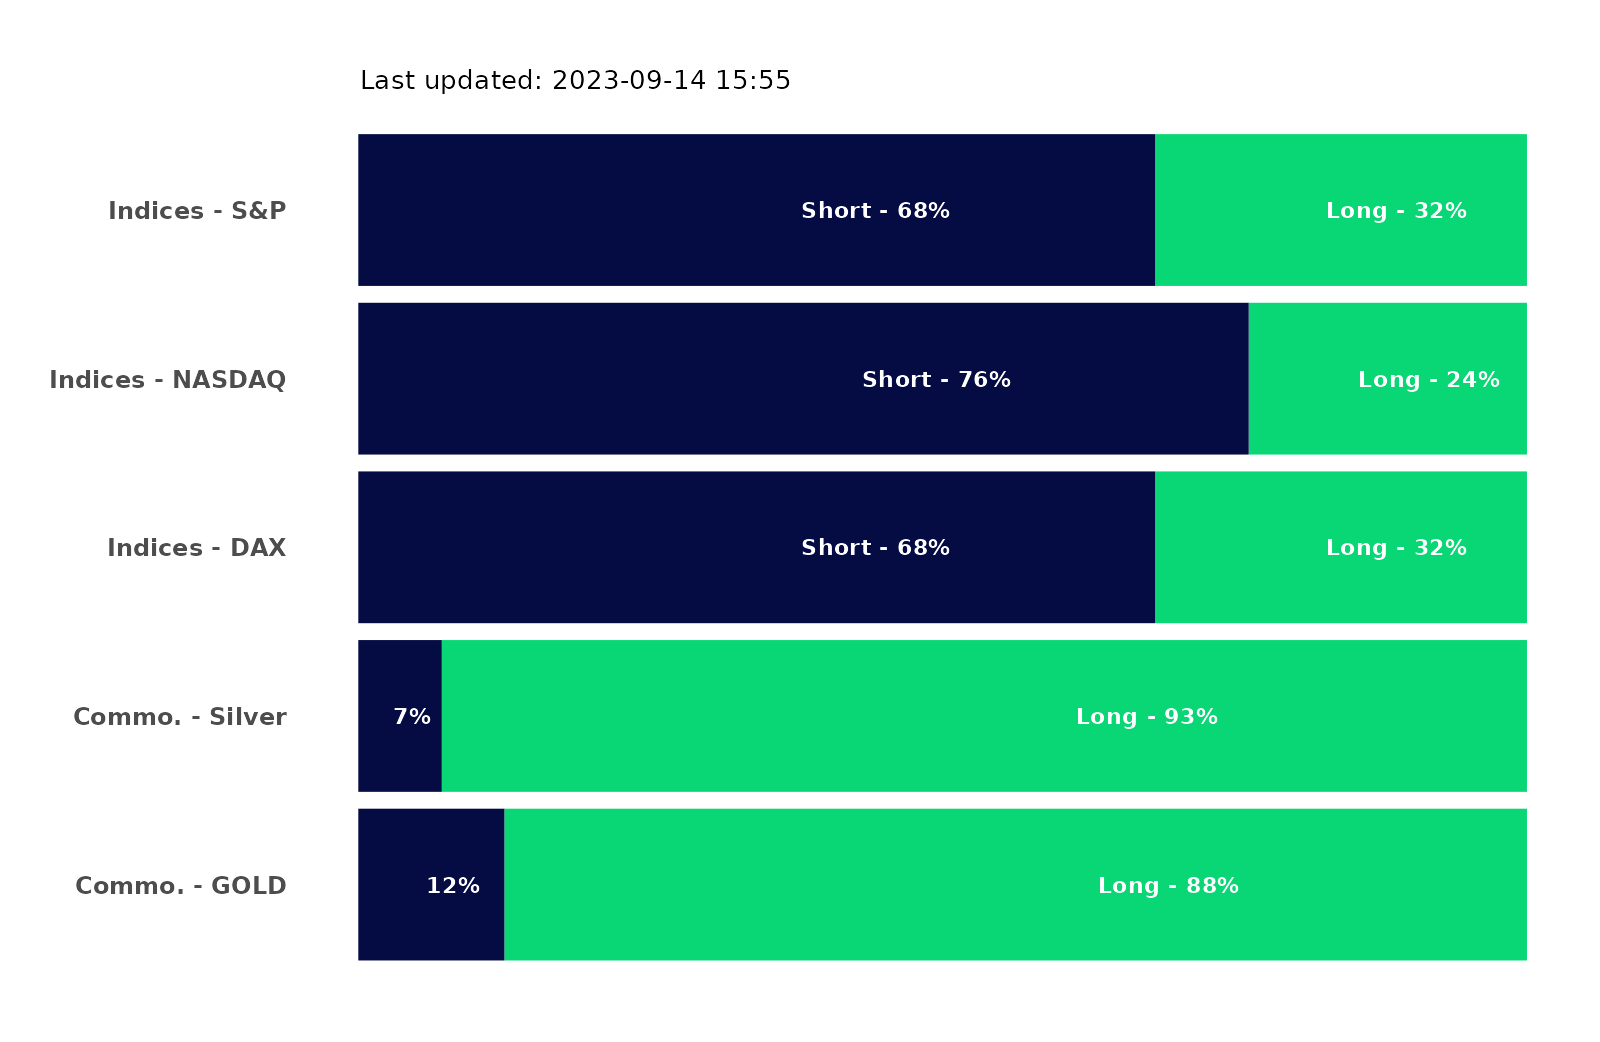 Last updated: 2023-09-14 15:55
Indices - S&P Short - 68% Long - 32%
Indices - NASDAQ Short - 76% Long - 24%
Indices - DAX Short - 68% Long - 32%
Commo. - Silver 7% Long - 93%
Commo. - GOLD 12% Long - 88%